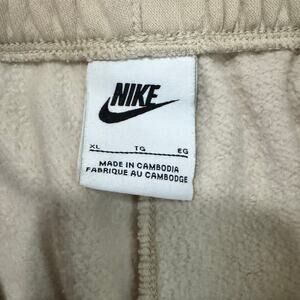 NIKE
XL TG EG
MADE IN CAMBODIA
FABRIQUE AU CAMBODGE